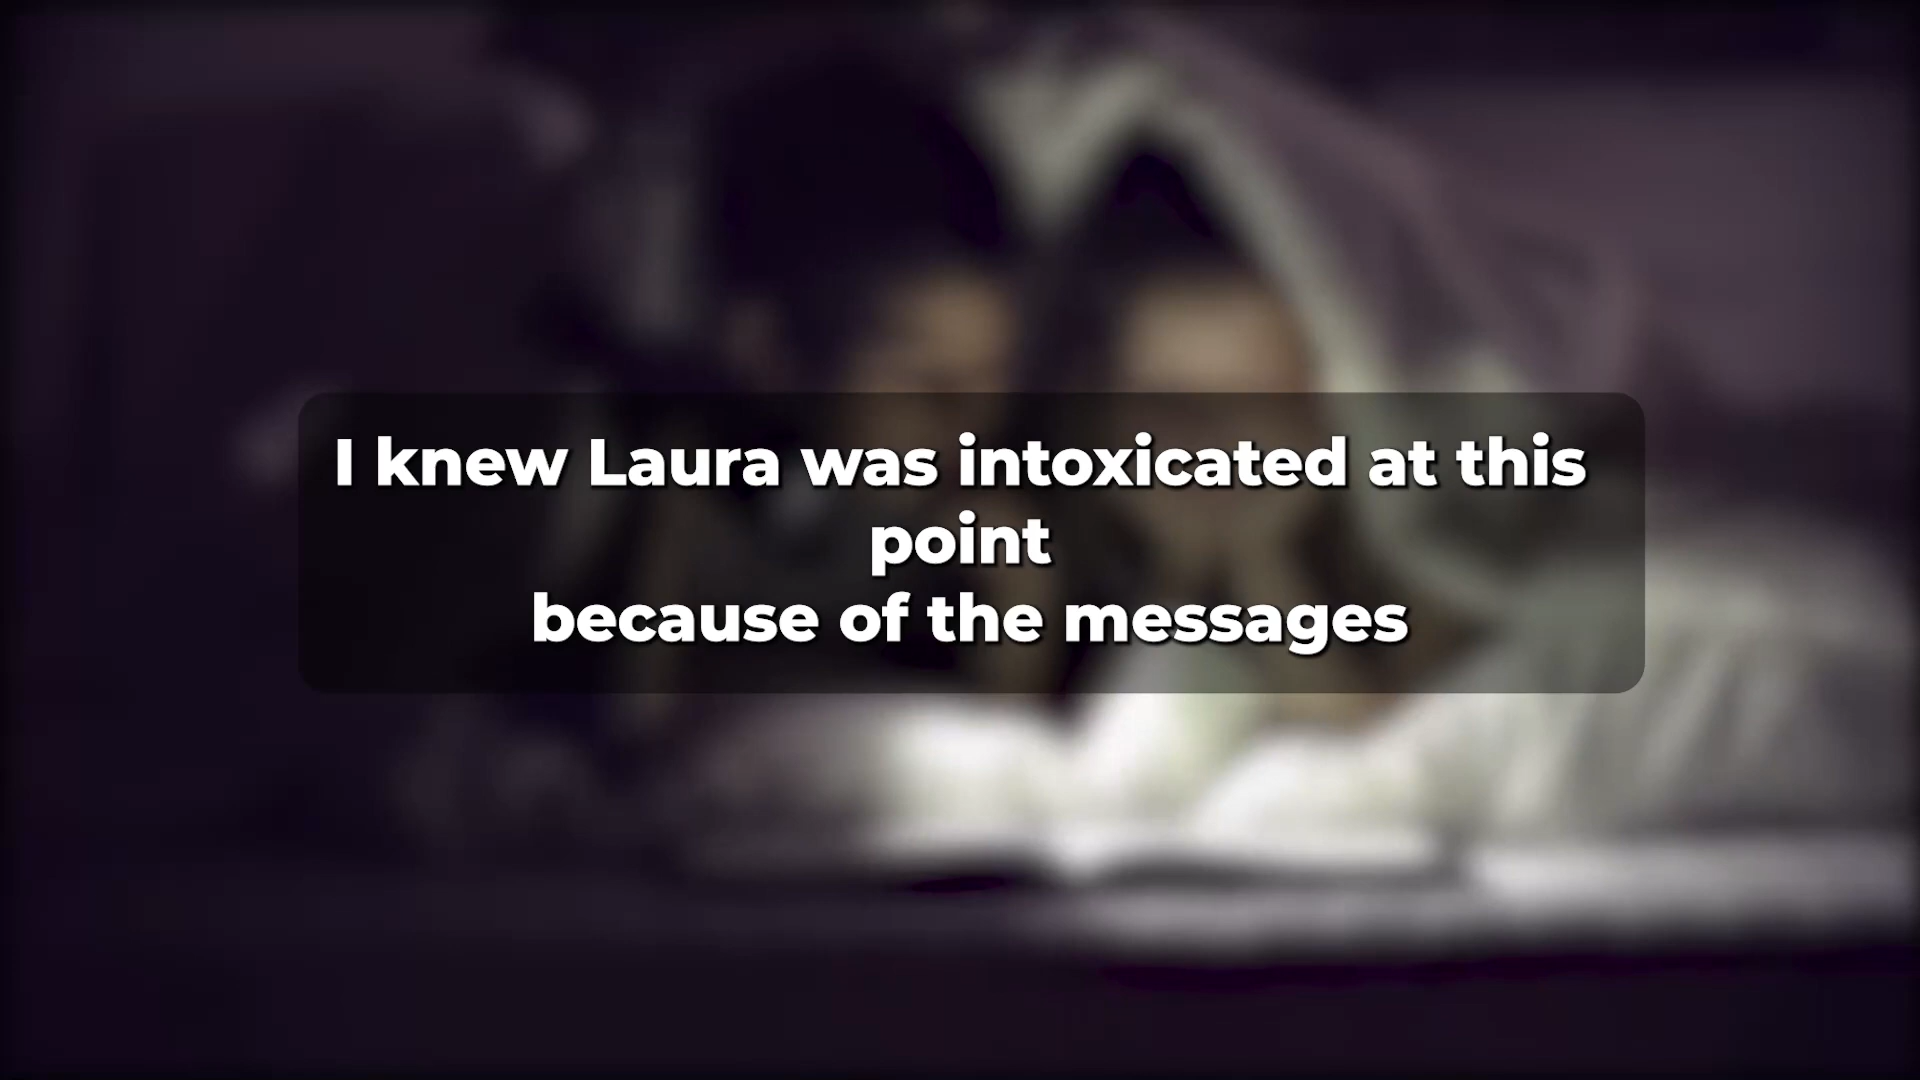 I knew Laura was intoxicated at this
point
because of the messages